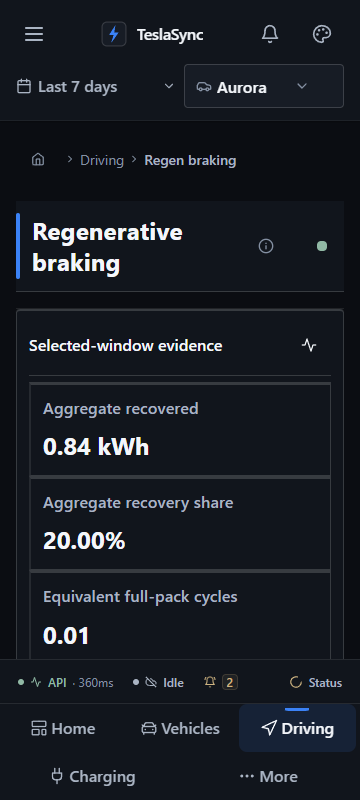 TeslaSync
Last 7 days
Aurora
Driving
Regen braking
Regenerative
braking
Selected-window evidence
Aggregate recovered
0.84 kWh
Aggregate recovery share
20.00%
Equivalent full-pack cycles
0.01
API · 360ms
Idle
2
Status
Home
Vehicles
Driving
Charging
More